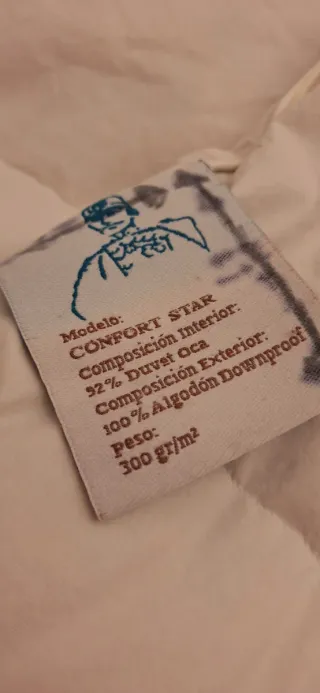 Modelo:
CONFORT STAR
Composición Interior:
92% Duvet Oca
Composición Exterior:
100% Algodón Downproof
Peso:
300 gr/m²